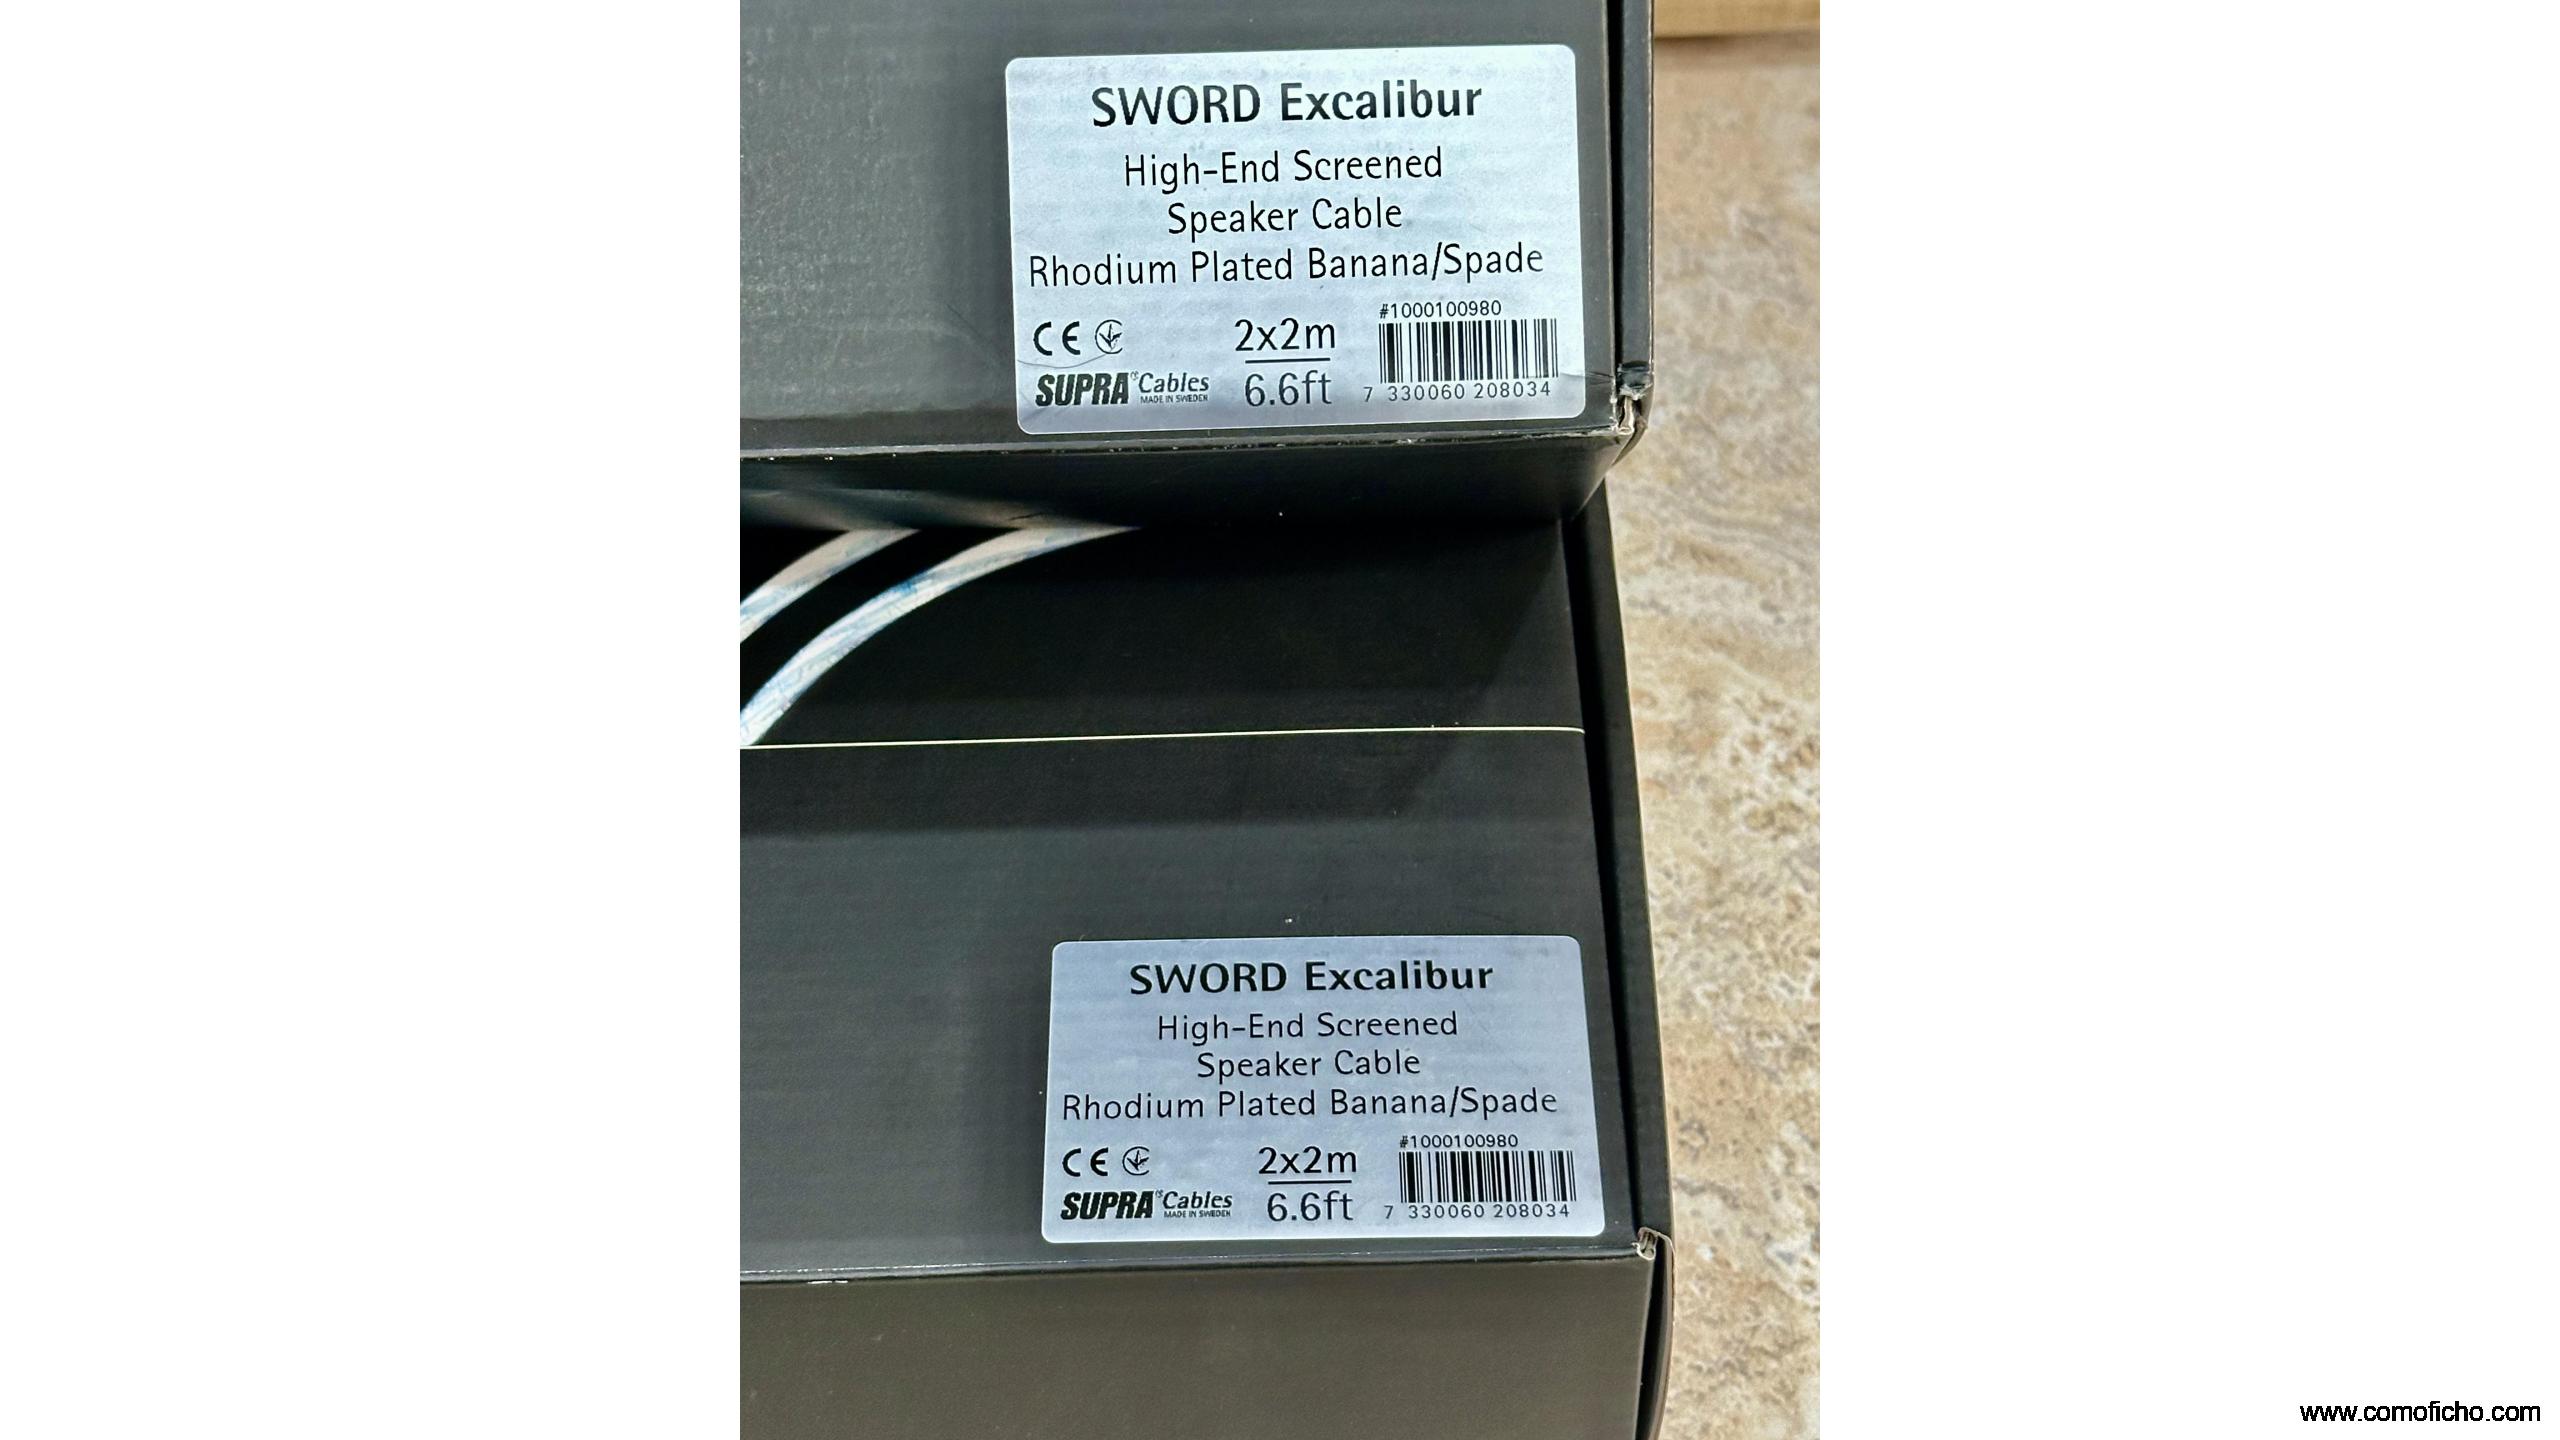 SWORD Excalibur
High-End Screened
Speaker Cable
Rhodium Plated Banana/Spade
#1000100980
CE 2x2m
SUPRA Cables 6.6ft
MADE IN SWEDEN
7 330060 208034
SWORD Excalibur
High-End Screened
Speaker Cable
Rhodium Plated Banana/Spade
#1000100980
CE 2x2m
SUPRA Cables 6.6ft
MADE IN SWEDEN
7 330060 208034
www.comoficho.com